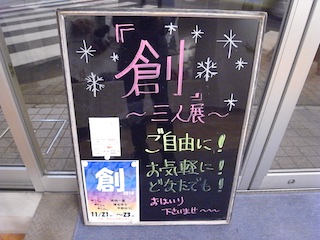 『創』
～三人展～
ご自由に！
お気軽に！
どなたでも！
おはいり
下さいませ～～
創
11/21 ～23